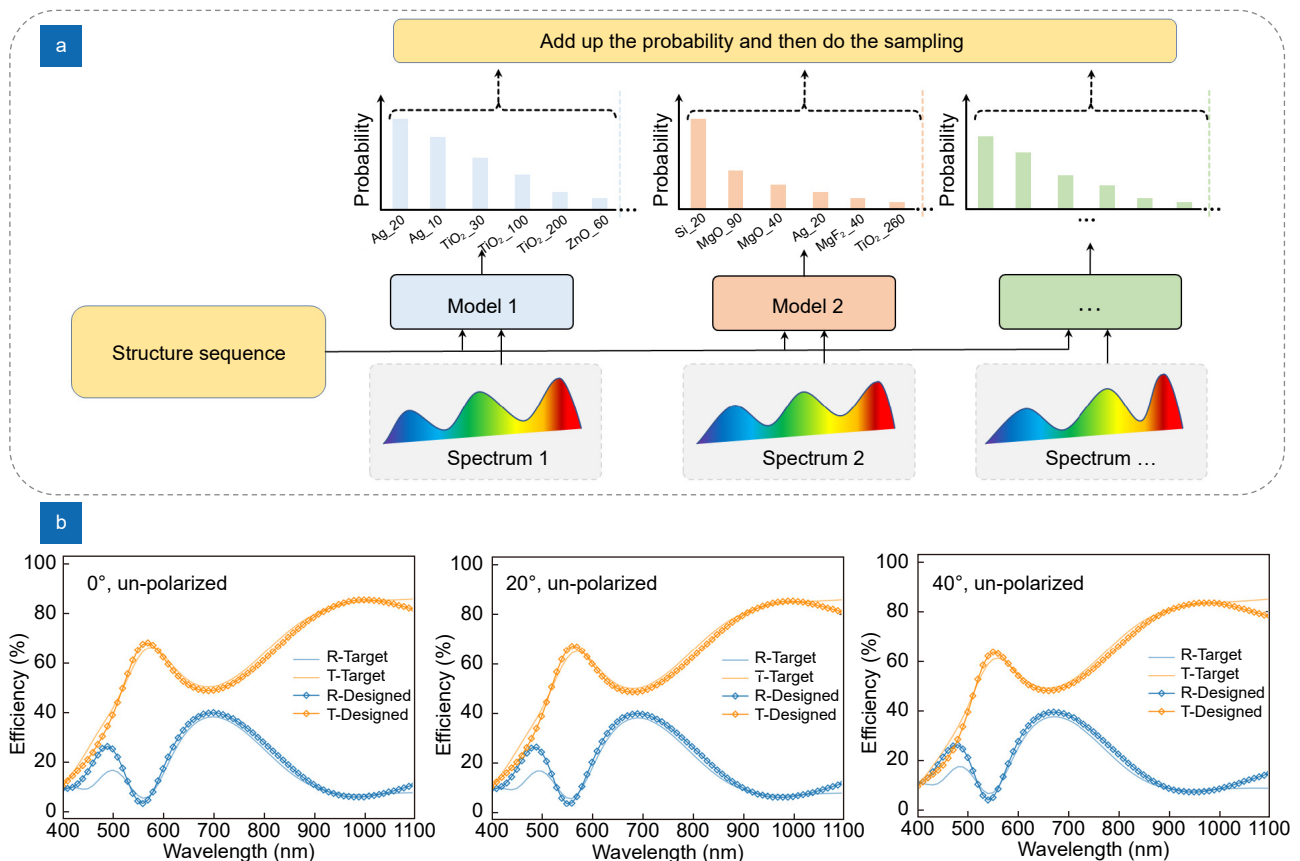 a
Add up the probability and then do the sampling
Probability
Ag_20
Ag_10
TiO₂_30
TiO₂_100
TiO₂_200
ZnO_60
...
Probability
Si_20
MgO_90
MgO_40
Ag_20
MgF₂_40
TiO₂_260
...
Probability
...
...
Structure sequence
Model 1
Model 2
...
Spectrum 1
Spectrum 2
Spectrum ...
b
0°, un-polarized
R-Target
T-Target
R-Designed
T-Designed
Efficiency (%)
100
80
60
40
20
0
400 500 600 700 800 900 1000 1100
Wavelength (nm)
20°, un-polarized
R-Target
T-Target
R-Designed
T-Designed
Efficiency (%)
100
80
60
40
20
0
400 500 600 700 800 900 1000 1100
Wavelength (nm)
40°, un-polarized
R-Target
T-Target
R-Designed
T-Designed
Efficiency (%)
100
80
60
40
20
0
400 500 600 700 800 900 1000 1100
Wavelength (nm)